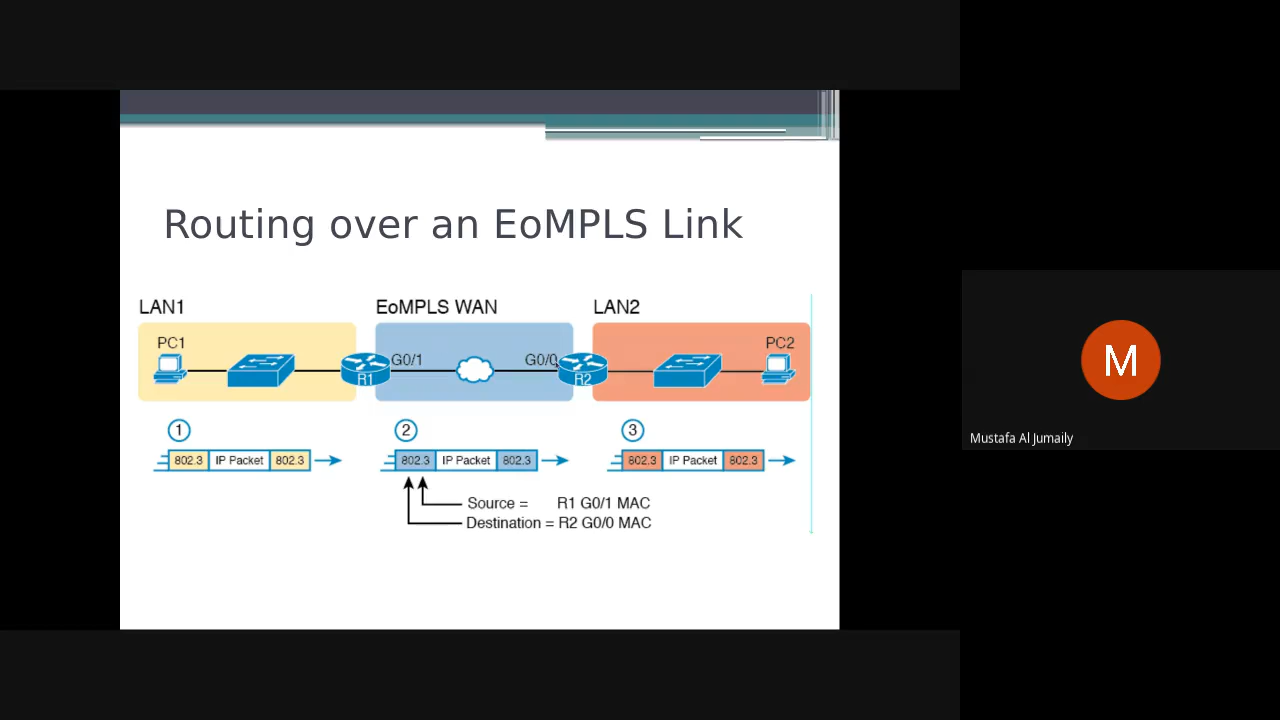 Routing over an EoMPLS Link
LAN1
EoMPLS WAN
LAN2
PC1
PC2
G0/1
G0/0
R1
R2
1
2
3
802.3 IP Packet 802.3
802.3 IP Packet 802.3
802.3 IP Packet 802.3
Source = R1 G0/1 MAC
Destination = R2 G0/0 MAC
M
Mustafa Al Jumaily